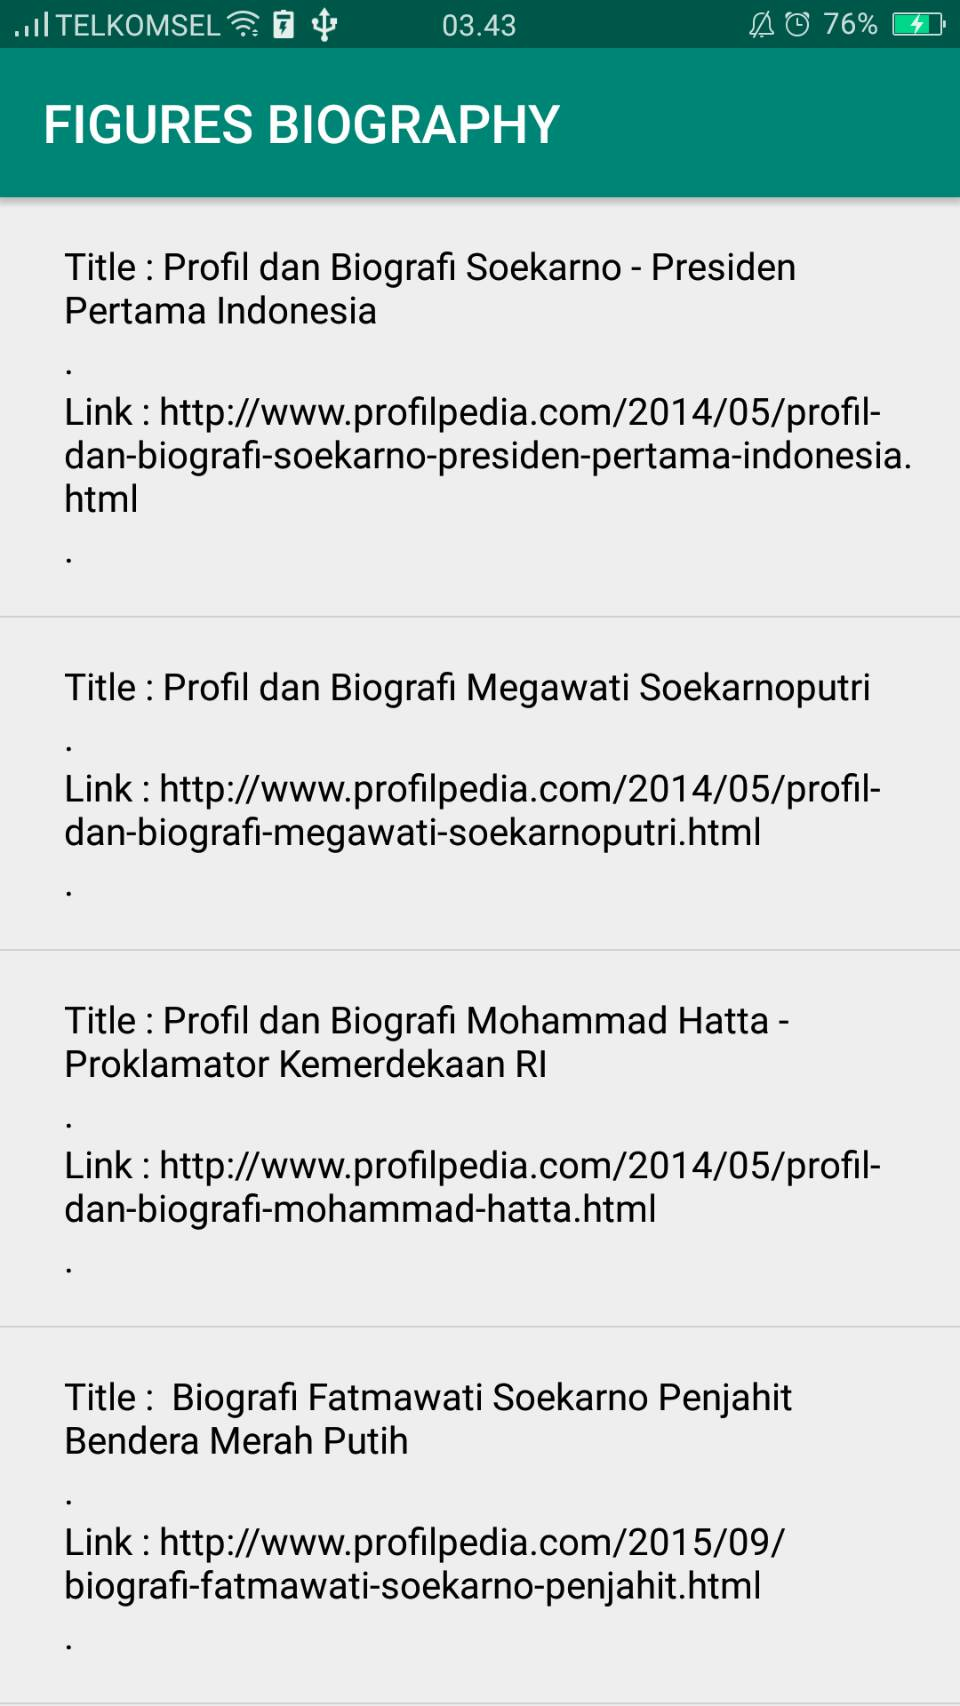 TELKOMSEL 03.43 76%
FIGURES BIOGRAPHY
Title : Profil dan Biografi Soekarno - Presiden
Pertama Indonesia
.
Link : http://www.profilpedia.com/2014/05/profil-
dan-biografi-soekarno-presiden-pertama-indonesia.
html
.
Title : Profil dan Biografi Megawati Soekarnoputri
.
Link : http://www.profilpedia.com/2014/05/profil-
dan-biografi-megawati-soekarnoputri.html
.
Title : Profil dan Biografi Mohammad Hatta -
Proklamator Kemerdekaan RI
.
Link : http://www.profilpedia.com/2014/05/profil-
dan-biografi-mohammad-hatta.html
.
Title :  Biografi Fatmawati Soekarno Penjahit
Bendera Merah Putih
.
Link : http://www.profilpedia.com/2015/09/
biografi-fatmawati-soekarno-penjahit.html
.